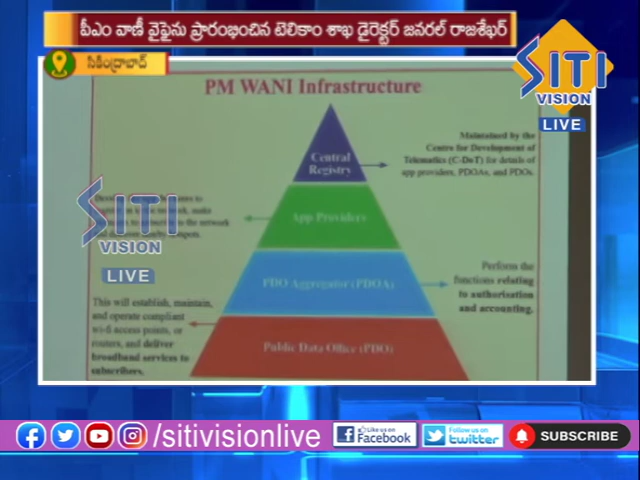 పీఎం వాణీ వైఫైను ప్రారంభించిన టెలికాం శాఖ డైరెక్టర్ జనరల్ రాజశేఖర్
సికింద్రాబాద్
SITI
VISION
LIVE
PM WANI Infrastructure
Central
Registry
Maintained by the
Centre for Development of
Telematics (C-DoT) for details of
app providers, PDOAs, and PDOs.
App Providers
to the network
SITI
VISION
LIVE
PDO Aggregator (PDOA)
Perform the
functions relating
to authorisation
and accounting.
This will establish, maintain,
and operate compliant
wi-fi access points, or
routers, and deliver
broadband services to
subscribers.
Public Data Office (PDO)
/sitivisionlive
Like us on
Facebook
Follow us on
twitter
SUBSCRIBE